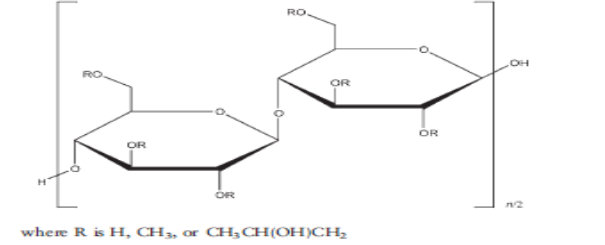 RO
O
OH
RO
OR
O
O
OR
OR
O
H
OR
n/2
where R is H, CH₃, or CH₃CH(OH)CH₂